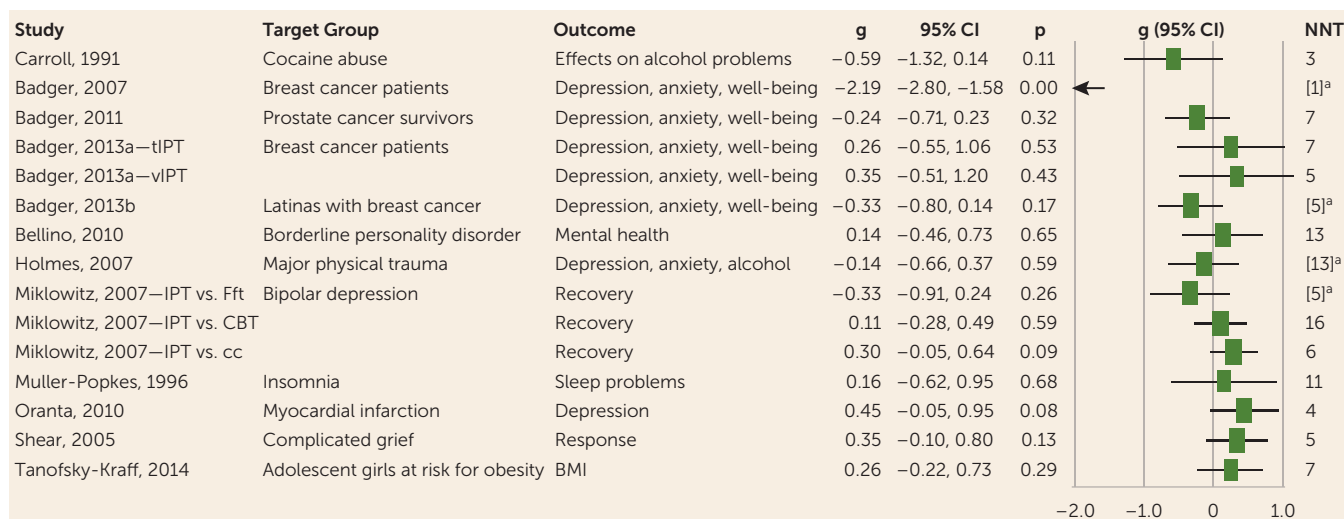 Study Target Group Outcome g 95% CI p g (95% CI) NNT
Carroll, 1991 Cocaine abuse Effects on alcohol problems −0.59 −1.32, 0.14 0.11 3
Badger, 2007 Breast cancer patients Depression, anxiety, well-being −2.19 −2.80, −1.58 0.00 [1]ᵃ
Badger, 2011 Prostate cancer survivors Depression, anxiety, well-being −0.24 −0.71, 0.23 0.32 7
Badger, 2013a—tIPT Breast cancer patients Depression, anxiety, well-being 0.26 −0.55, 1.06 0.53 7
Badger, 2013a—vIPT Depression, anxiety, well-being 0.35 −0.51, 1.20 0.43 5
Badger, 2013b Latinas with breast cancer Depression, anxiety, well-being −0.33 −0.80, 0.14 0.17 [5]ᵃ
Bellino, 2010 Borderline personality disorder Mental health 0.14 −0.46, 0.73 0.65 13
Holmes, 2007 Major physical trauma Depression, anxiety, alcohol −0.14 −0.66, 0.37 0.59 [13]ᵃ
Miklowitz, 2007—IPT vs. Fft Bipolar depression Recovery −0.33 −0.91, 0.24 0.26 [5]ᵃ
Miklowitz, 2007—IPT vs. CBT Recovery 0.11 −0.28, 0.49 0.59 16
Miklowitz, 2007—IPT vs. cc Recovery 0.30 −0.05, 0.64 0.09 6
Muller-Popkes, 1996 Insomnia Sleep problems 0.16 −0.62, 0.95 0.68 11
Oranta, 2010 Myocardial infarction Depression 0.45 −0.05, 0.95 0.08 4
Shear, 2005 Complicated grief Response 0.35 −0.10, 0.80 0.13 5
Tanofsky-Kraff, 2014 Adolescent girls at risk for obesity BMI 0.26 −0.22, 0.73 0.29 7
−2.0 −1.0 0 1.0